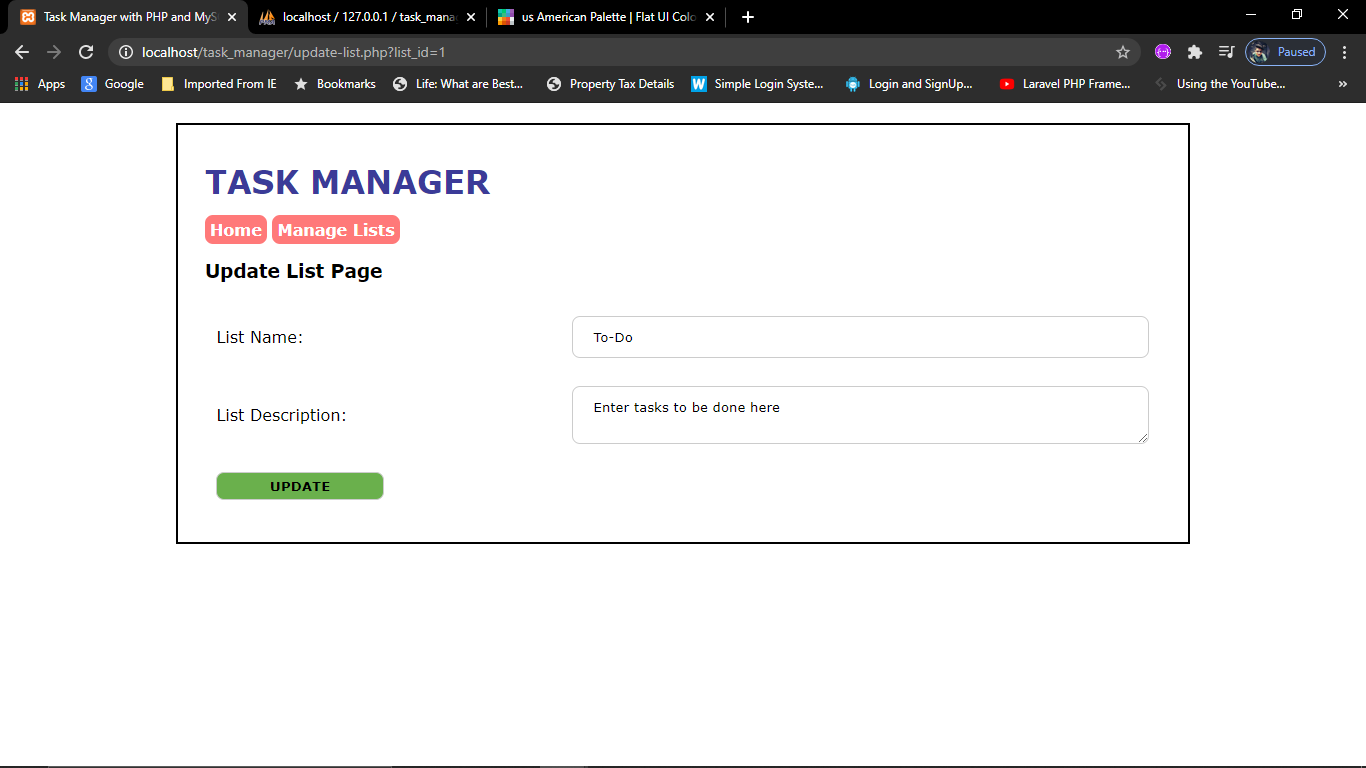 Task Manager with PHP and MyS
localhost / 127.0.0.1 / task_mana
us American Palette | Flat UI Colo
localhost/task_manager/update-list.php?list_id=1
Paused
Apps
Google
Imported From IE
Bookmarks
Life: What are Best...
Property Tax Details
Simple Login Syste...
Login and SignUp...
Laravel PHP Frame...
Using the YouTube...
TASK MANAGER
Home Manage Lists
Update List Page
List Name: To-Do
List Description: Enter tasks to be done here
UPDATE